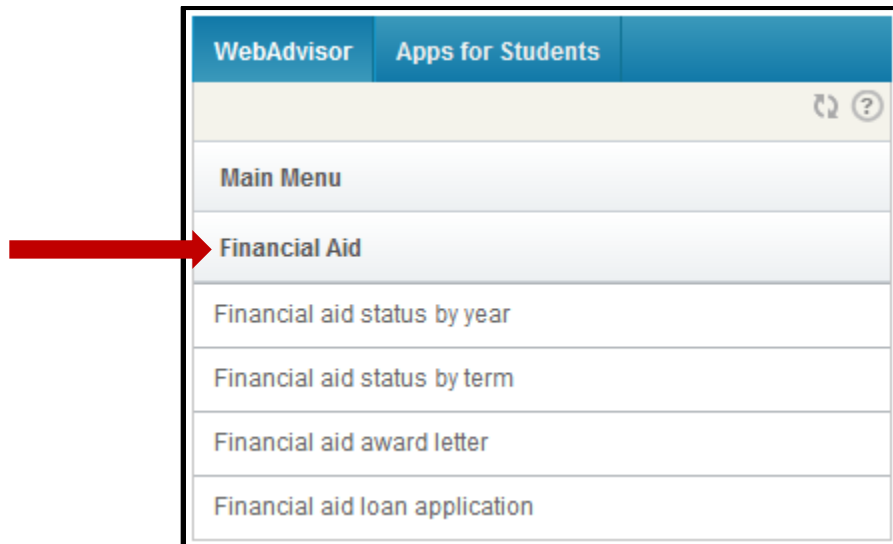 WebAdvisor Apps for Students
?
Main Menu
Financial Aid
Financial aid status by year
Financial aid status by term
Financial aid award letter
Financial aid loan application